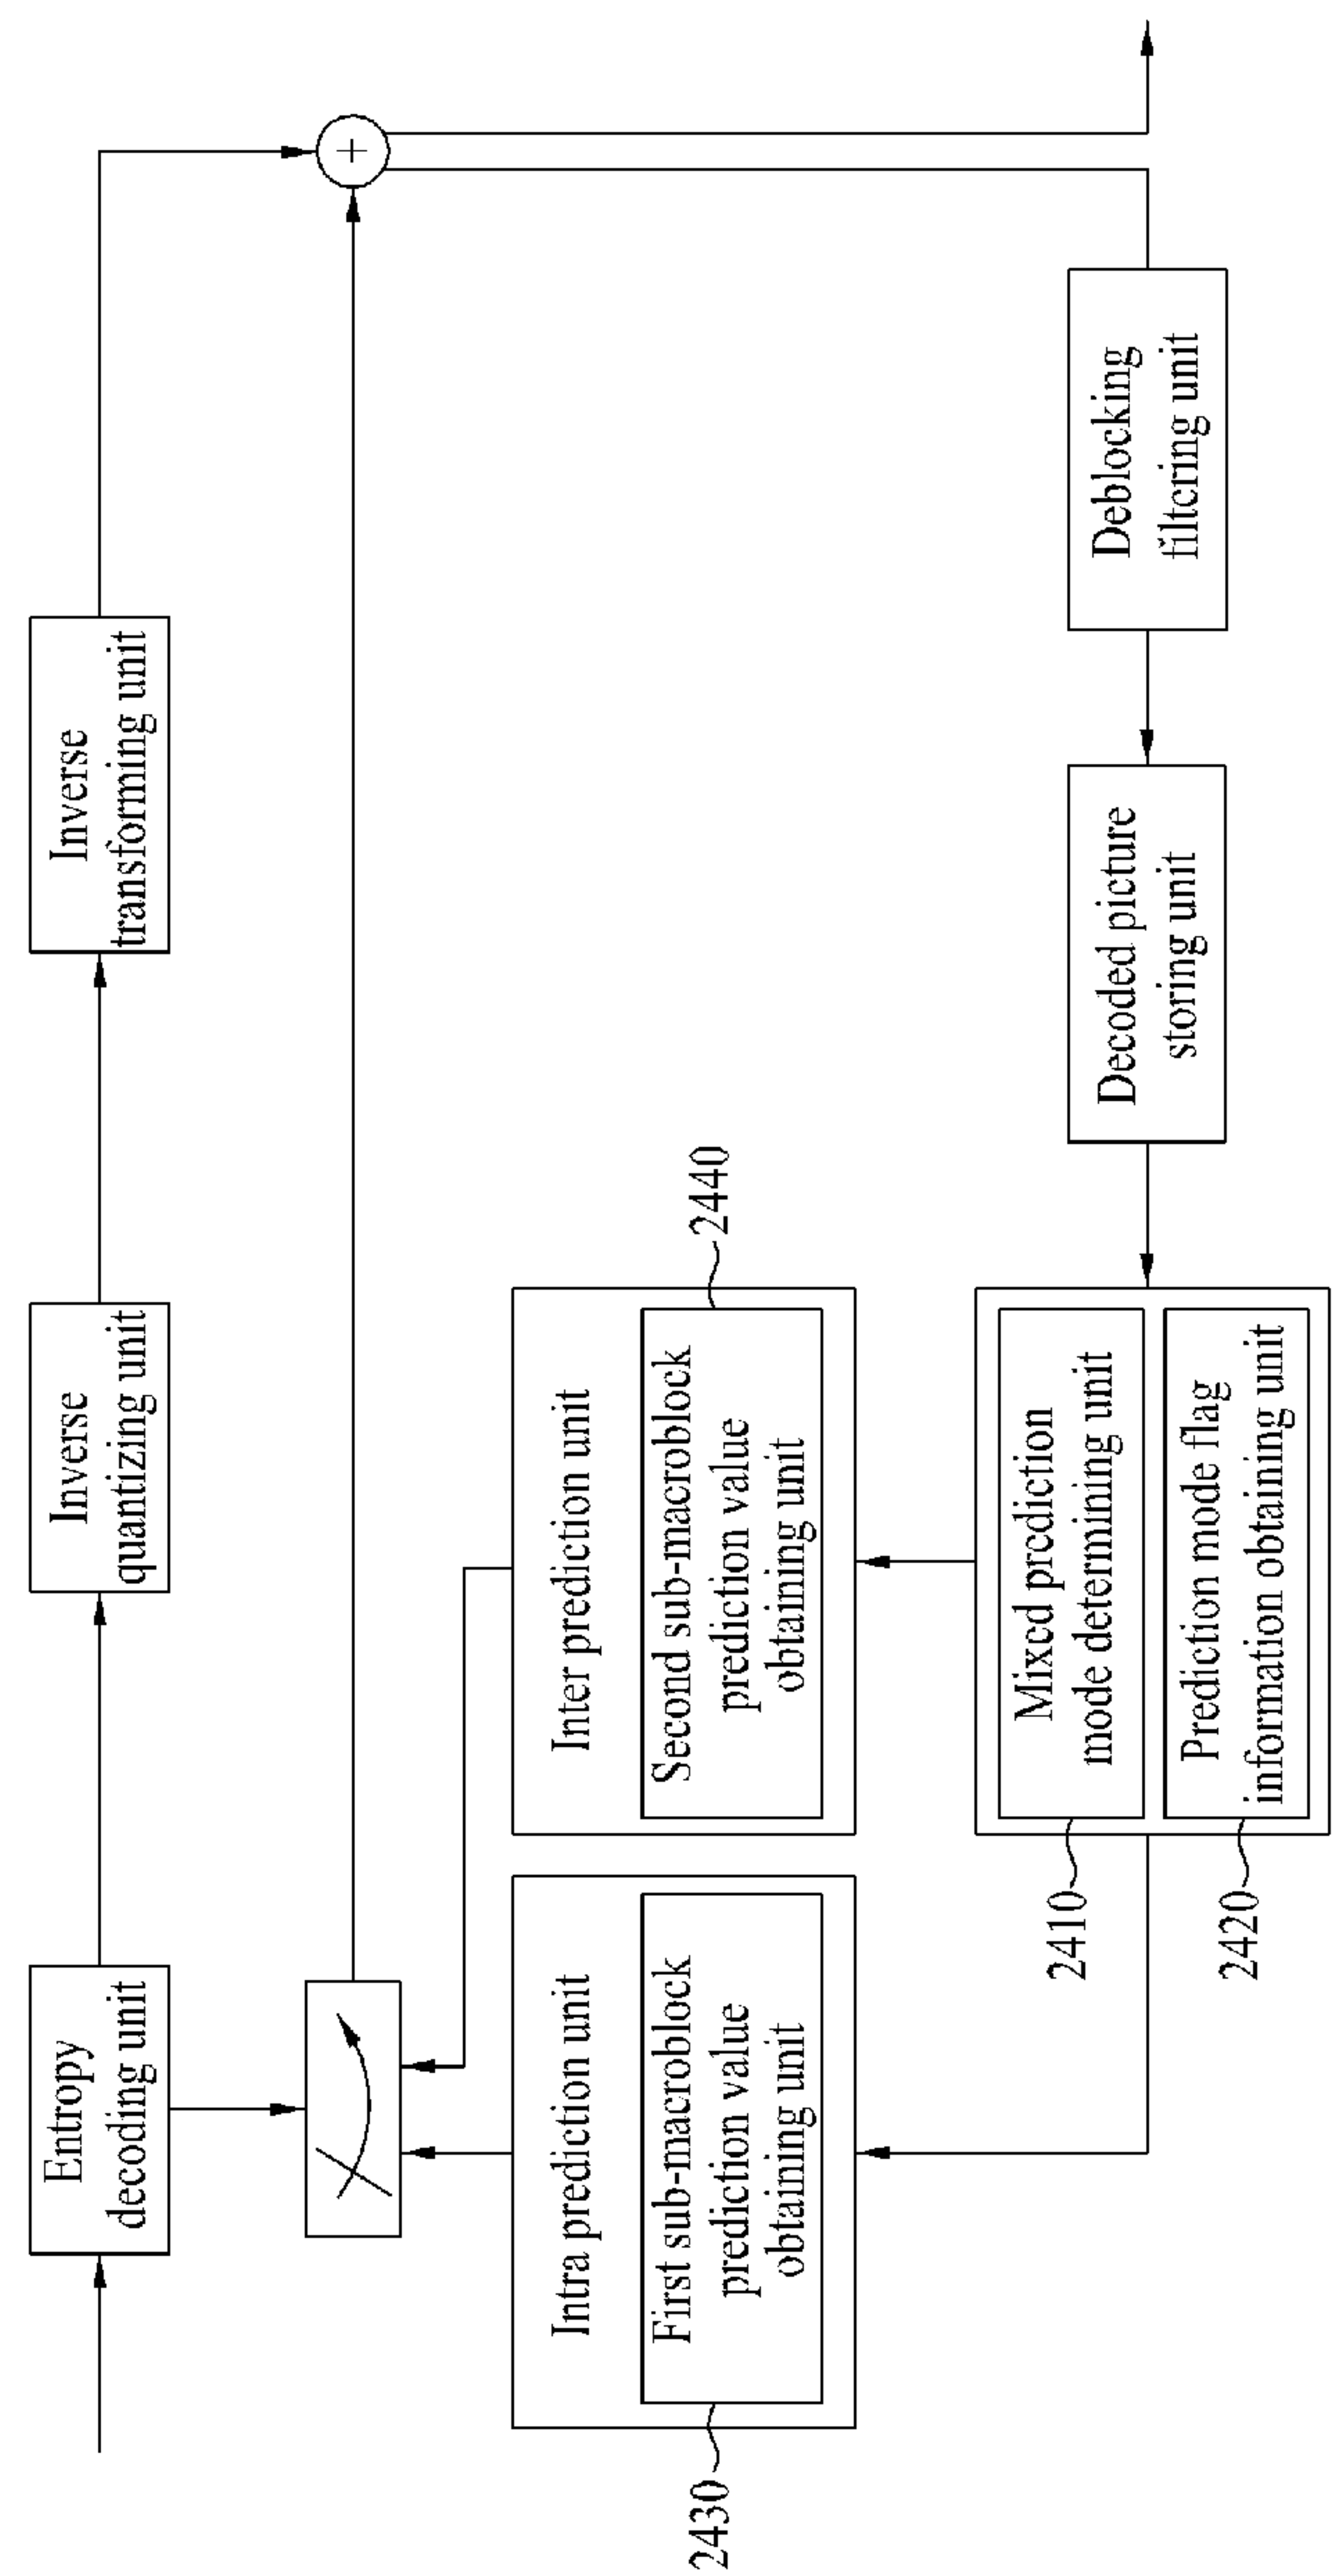 Entropy
decoding unit
Inverse
quantizing unit
Inverse
transforming unit
+
Intra prediction unit
First sub-macroblock
prediction value
obtaining unit
2430
Inter prediction unit
Second sub-macroblock
prediction value
obtaining unit
2440
Mixed prediction
mode determining unit
2410
Prediction mode flag
information obtaining unit
2420
Decoded picture
storing unit
Deblocking
filtering unit